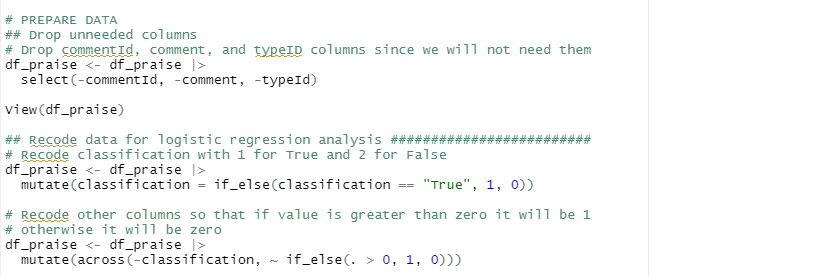 # PREPARE DATA
## Drop unneeded columns
# Drop commentId, comment, and typeID columns since we will not need them
df_praise <- df_praise |>
  select(-commentId, -comment, -typeId)
View(df_praise)
## Recode data for logistic regression analysis #########################
# Recode classification with 1 for True and 2 for False
df_praise <- df_praise |>
  mutate(classification = if_else(classification == "True", 1, 0))
# Recode other columns so that if value is greater than zero it will be 1
# otherwise it will be zero
df_praise <- df_praise |>
  mutate(across(-classification, ~ if_else(. > 0, 1, 0)))